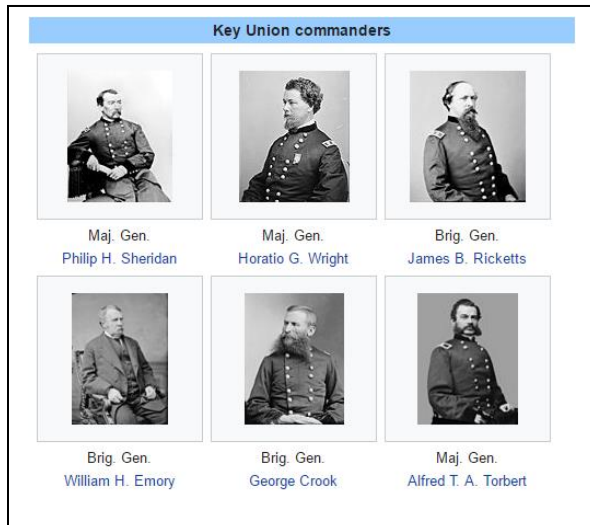 Key Union commanders
Maj. Gen.
Philip H. Sheridan
Maj. Gen.
Horatio G. Wright
Brig. Gen.
James B. Ricketts
Brig. Gen.
William H. Emory
Brig. Gen.
George Crook
Maj. Gen.
Alfred T. A. Torbert